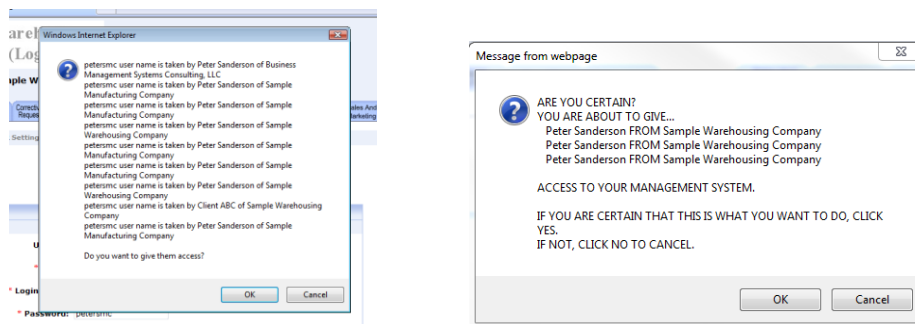 (Log
Windows Internet Explorer
petersmc user name is taken by Peter Sanderson of Business
Management Systems Consulting, LLC
petersmc user name is taken by Peter Sanderson of Sample
Manufacturing Company
petersmc user name is taken by Peter Sanderson of Sample
Manufacturing Company
petersmc user name is taken by Peter Sanderson of Sample
Warehousing Company
petersmc user name is taken by Peter Sanderson of Sample
Manufacturing Company
petersmc user name is taken by Peter Sanderson of Sample
Manufacturing Company
petersmc user name is taken by Peter Sanderson of Sample
Warehousing Company
petersmc user name is taken by Client ABC of Sample Warehousing
Company
petersmc user name is taken by Peter Sanderson of Sample
Manufacturing Company
Do you want to give them access?
OK Cancel
Setting
* Login
* Password: petersmc
Message from webpage
ARE YOU CERTAIN?
YOU ARE ABOUT TO GIVE...
Peter Sanderson FROM Sample Warehousing Company
Peter Sanderson FROM Sample Warehousing Company
Peter Sanderson FROM Sample Warehousing Company
ACCESS TO YOUR MANAGEMENT SYSTEM.
IF YOU ARE CERTAIN THAT THIS IS WHAT YOU WANT TO DO, CLICK
YES.
IF NOT, CLICK NO TO CANCEL.
OK Cancel